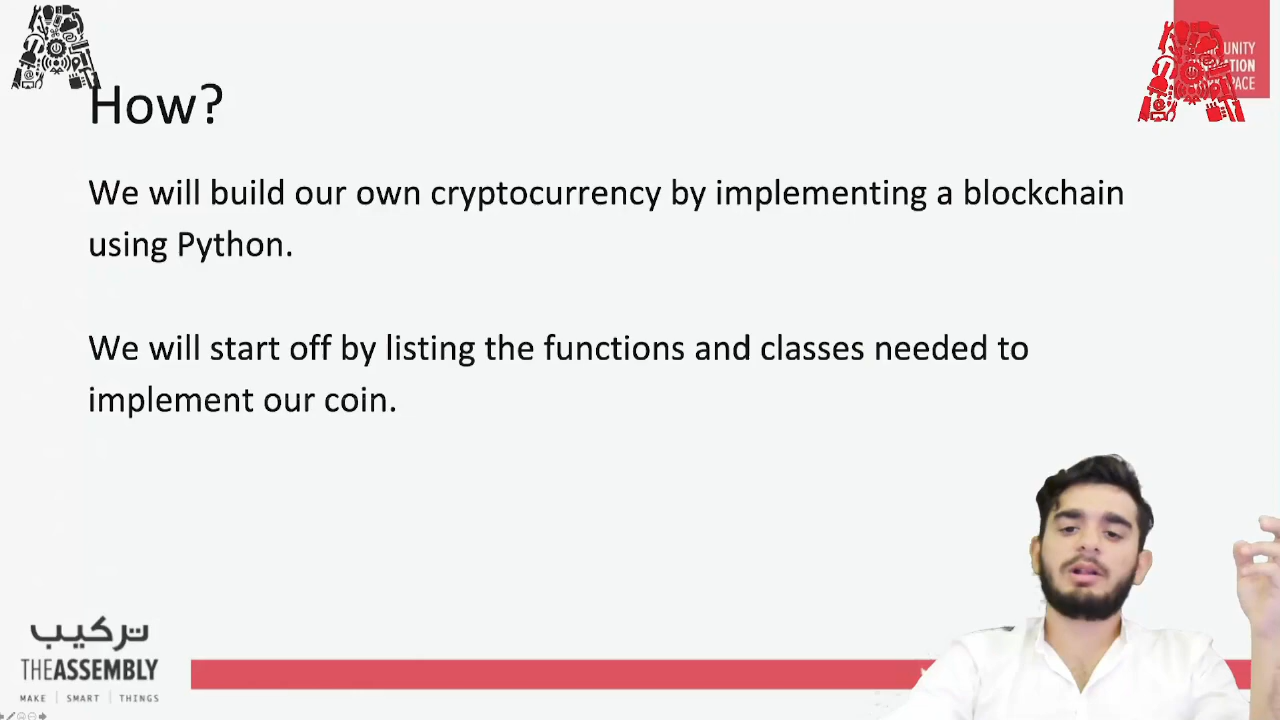 How?
We will build our own cryptocurrency by implementing a blockchain
using Python.
We will start off by listing the functions and classes needed to
implement our coin.
تركيب
THEASSEMBLY
MAKE | SMART | THINGS